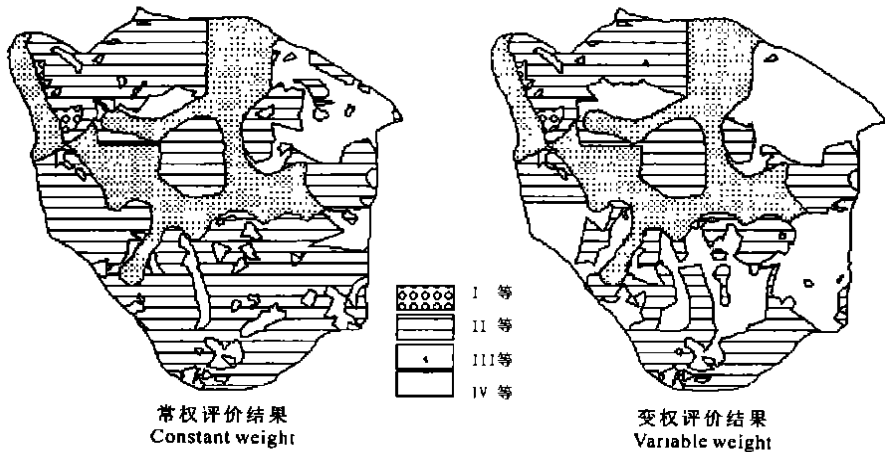 I 等
II 等
III等
IV 等
常权评价结果
Constant weight
变权评价结果
Variable weight